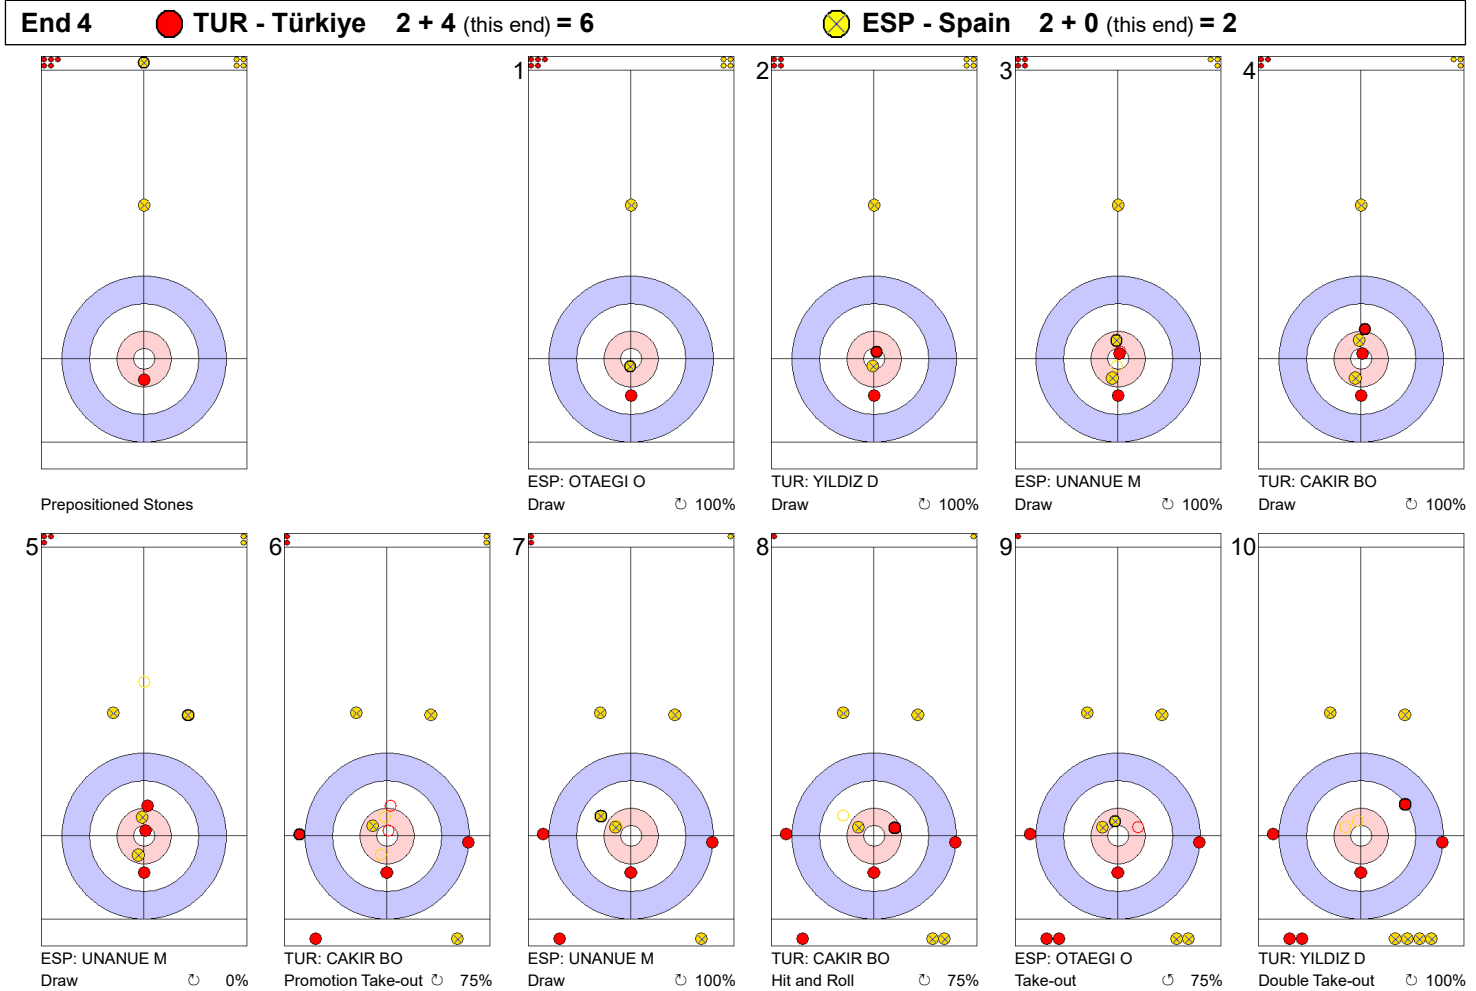 End 4 TUR - Türkiye 2 + 4 (this end) = 6 ESP - Spain 2 + 0 (this end) = 2
1 2 3 4
ESP: OTAEGI O TUR: YILDIZ D ESP: UNANUE M TUR: CAKIR BO
Prepositioned Stones Draw ↻ 100% Draw ↻ 100% Draw ↻ 100% Draw ↻ 100%
5 6 7 8 9 10
ESP: UNANUE M TUR: CAKIR BO ESP: UNANUE M TUR: CAKIR BO ESP: OTAEGI O TUR: YILDIZ D
Draw ↻ 0% Promotion Take-out ↻ 75% Draw ↻ 100% Hit and Roll ↻ 75% Take-out ↺ 75% Double Take-out ↻ 100%